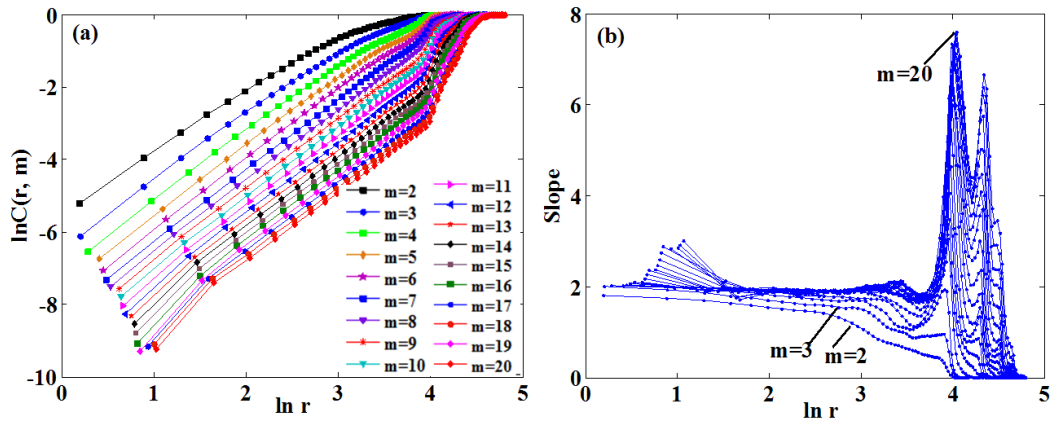 (a)
lnC(r, m)
0
-2
-4
-6
-8
-10
0 1 2 3 4 5
ln r
m=2
m=3
m=4
m=5
m=6
m=7
m=8
m=9
m=10
m=11
m=12
m=13
m=14
m=15
m=16
m=17
m=18
m=19
m=20
(b)
Slope
8
6
4
2
0
0 1 2 3 4 5
ln r
m=20
m=3
m=2